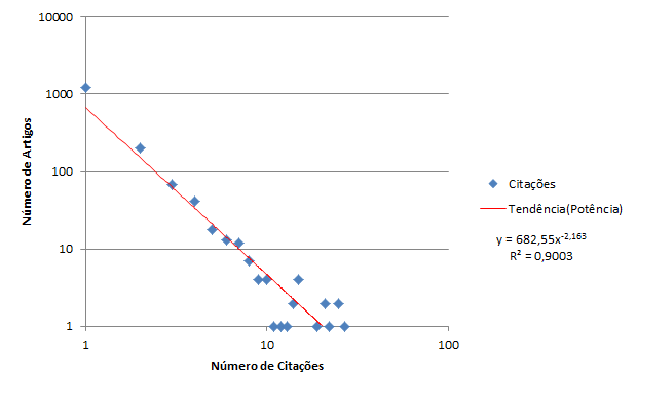 10000
1000
100
10
1
1
10
100
Número de Artigos
Número de Citações
Citações
Tendência(Potência)
y = 682,55x^-2,163
R² = 0,9003